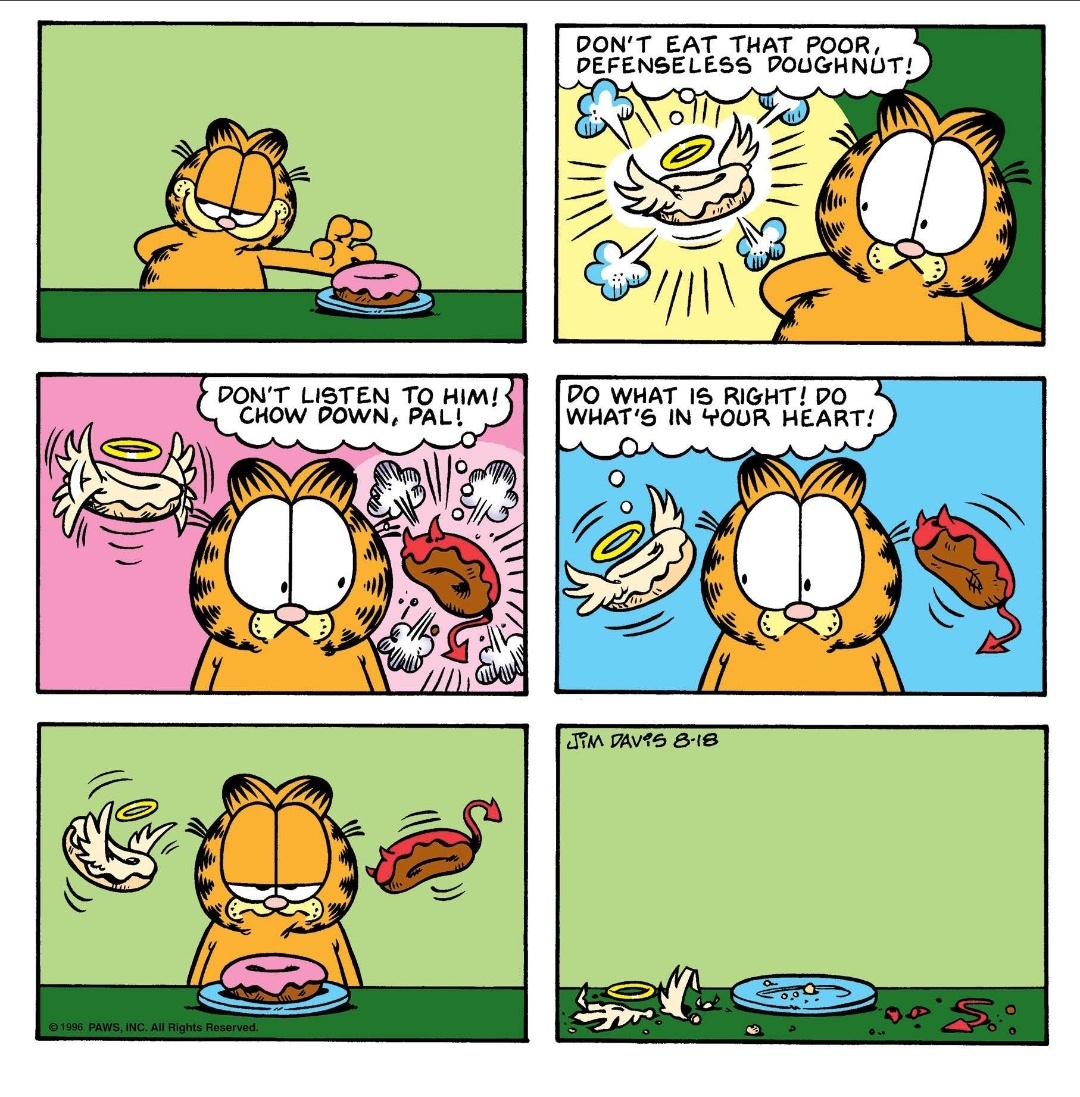 DON'T EAT THAT POOR,
DEFENSELESS DOUGHNUT!
DON'T LISTEN TO HIM!
CHOW DOWN, PAL!
DO WHAT IS RIGHT! DO
WHAT'S IN YOUR HEART!
© 1996 PAWS, INC. All Rights Reserved.
JIM DAVIS 8-18